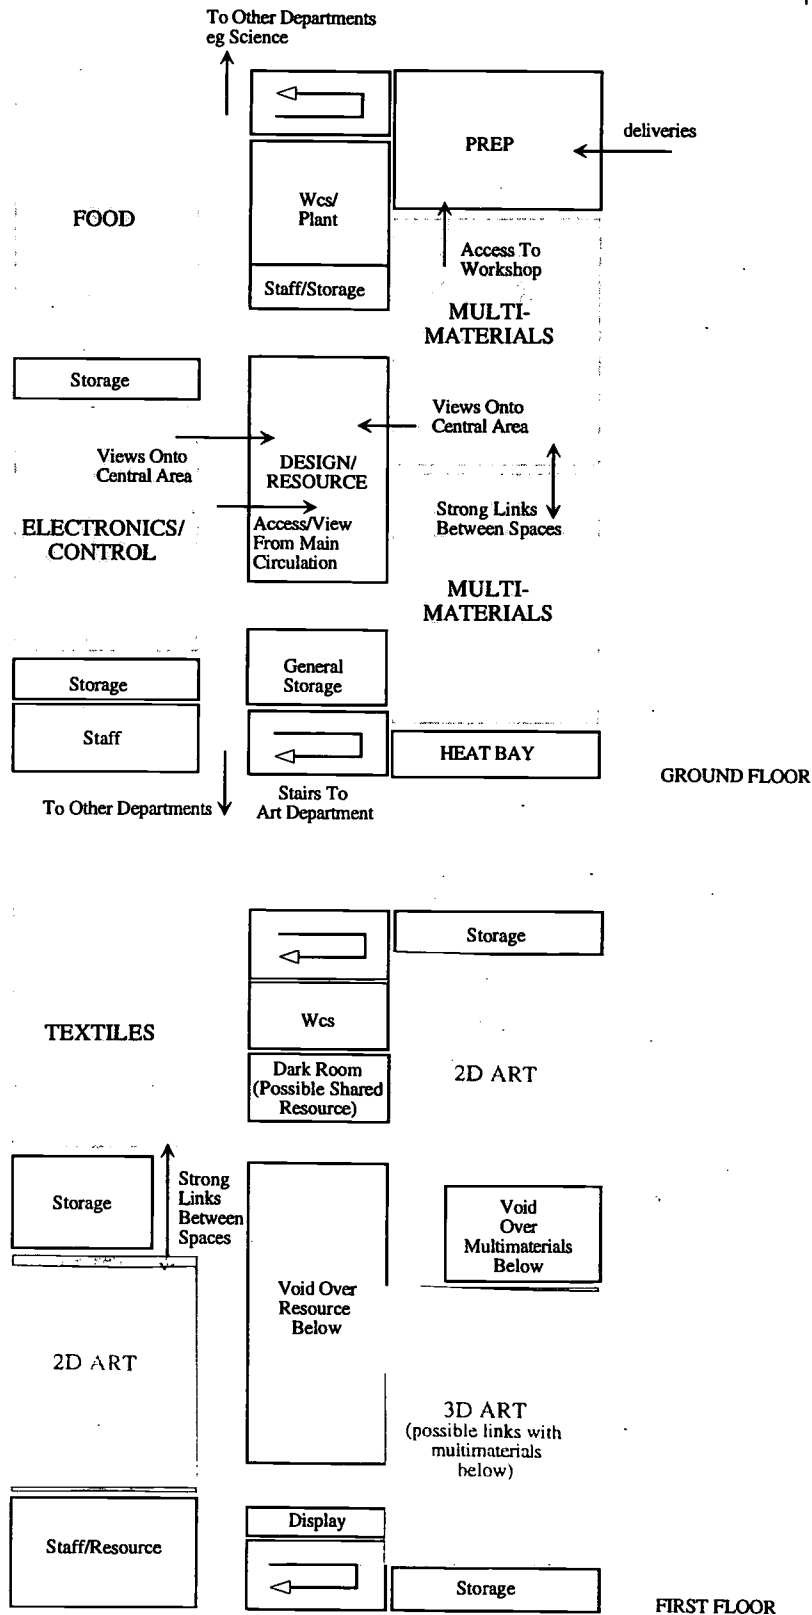 To Other Departments
eg Science
PREP
deliveries
FOOD
Wcs/
Plant
Access To
Workshop
Staff/Storage
MULTI-
MATERIALS
Storage
Views Onto
Central Area
Views Onto
Central Area
DESIGN/
RESOURCE
Strong Links
Between Spaces
ELECTRONICS/
CONTROL
Access/View
From Main
Circulation
MULTI-
MATERIALS
Storage
General
Storage
Staff
HEAT BAY
GROUND FLOOR
To Other Departments
Stairs To
Art Department
Storage
TEXTILES
Wcs
2D ART
Dark Room
(Possible Shared
Resource)
Storage
Strong
Links
Between
Spaces
Void
Over
Multimaterials
Below
Void Over
Resource
Below
2D ART
3D ART
(possible links with
multimaterials
below)
Display
Staff/Resource
Storage
FIRST FLOOR